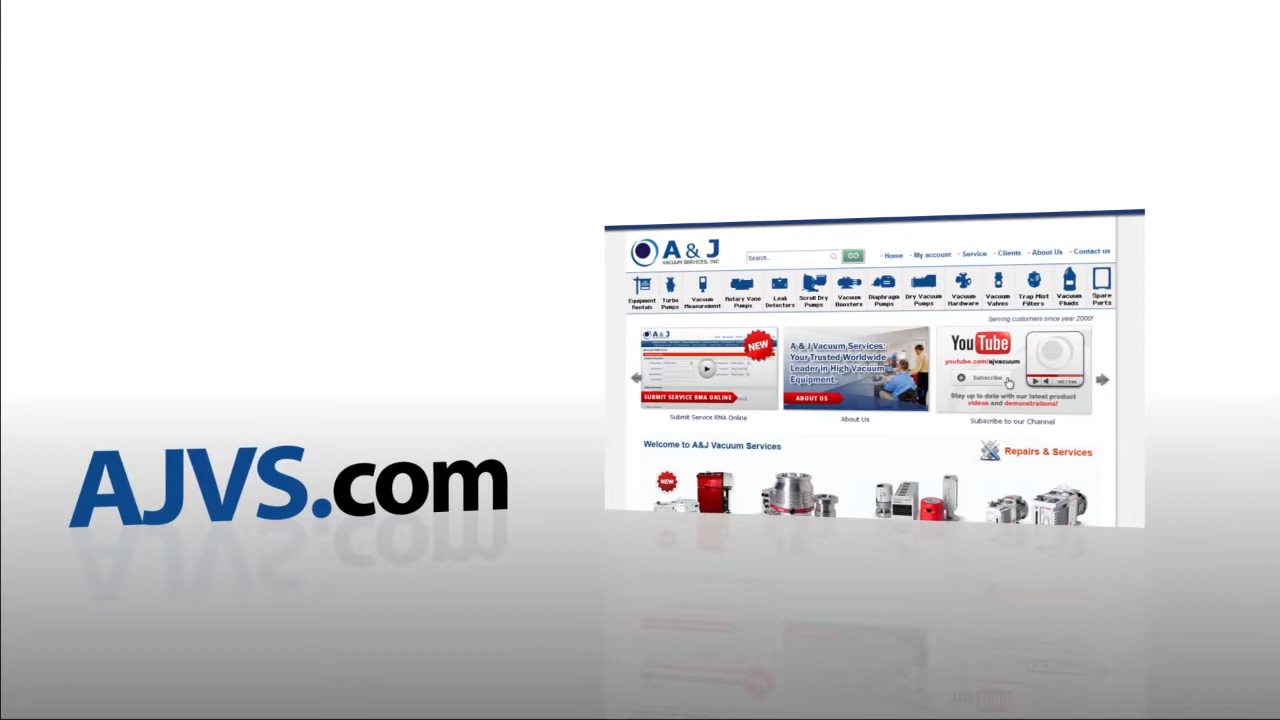 A & J
VACUUM SERVICES, INC
Search...
GO
Home
My account
Service
Clients
About Us
Contact us
Equipment Rentals
Turbo Pumps
Vacuum Measurement
Rotary Vane Pumps
Leak Detectors
Scroll Dry Pumps
Vacuum Boosters
Diaphragm Pumps
Dry Vacuum Pumps
Vacuum Hardware
Vacuum Valves
Trap Mist Filters
Vacuum Fluids
Spare Parts
Serving customers since year 2000!
A & J
NEW
SUBMIT SERVICE RMA ONLINE
Submit Service RMA Online
A & J Vacuum Services:
Your Trusted Worldwide
Leader in High Vacuum
Equipment.
ABOUT US
About Us
YouTube
youtube.com/ajvacuum
Subscribe
Stay up to date with our latest product
videos and demonstrations!
Subscribe to our Channel
Welcome to A&J Vacuum Services
Repairs & Services
NEW
AJVS.com